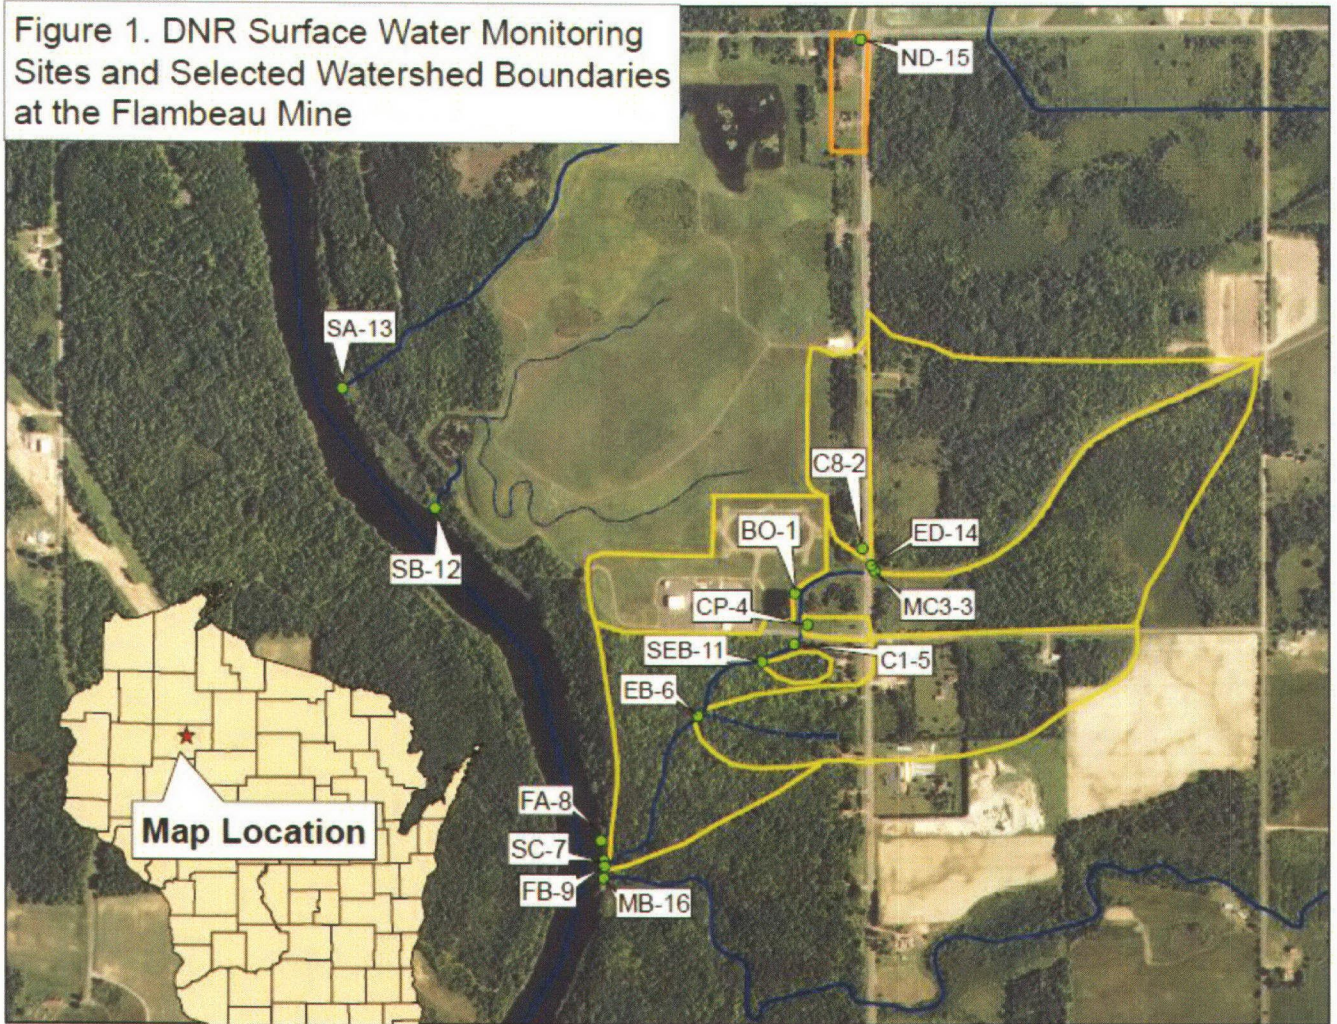 Figure 1. DNR Surface Water Monitoring
Sites and Selected Watershed Boundaries
at the Flambeau Mine
ND-15
SA-13
C8-2
BO-1
ED-14
SB-12
CP-4
MC3-3
SEB-11
C1-5
EB-6
FA-8
Map Location
SC-7
FB-9
MB-16